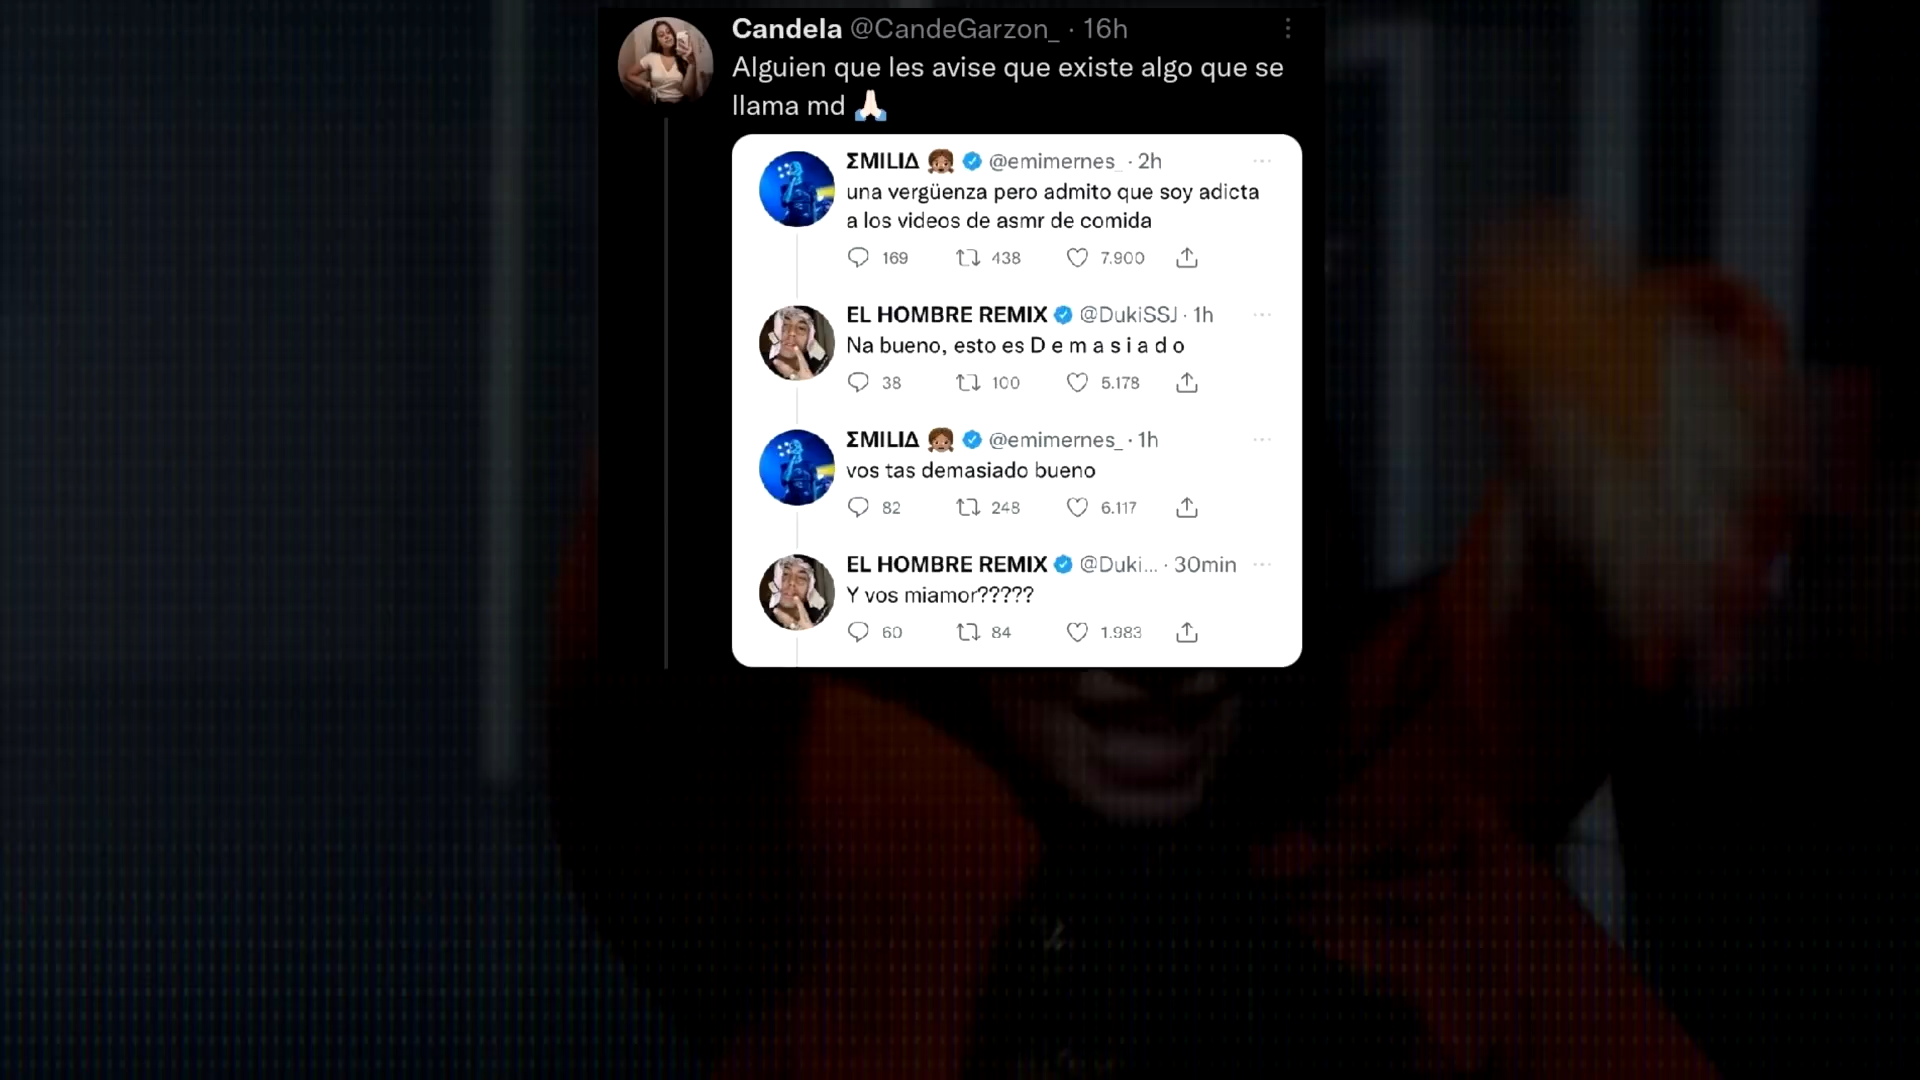 Candela @CandeGarzon_ · 16h
Alguien que les avise que existe algo que se
llama md 🙏🏻
ΣMILIΔ 👧🏽 @emimernes_ · 2h
una vergüenza pero admito que soy adicta
a los videos de asmr de comida
169 438 7.900
EL HOMBRE REMIX @DukiSSJ · 1h
Na bueno, esto es D e m a s i a d o
38 100 5.178
ΣMILIΔ 👧🏽 @emimernes_ · 1h
vos tas demasiado bueno
82 248 6.117
EL HOMBRE REMIX @Duki... · 30min
Y vos miamor?????
60 84 1.983